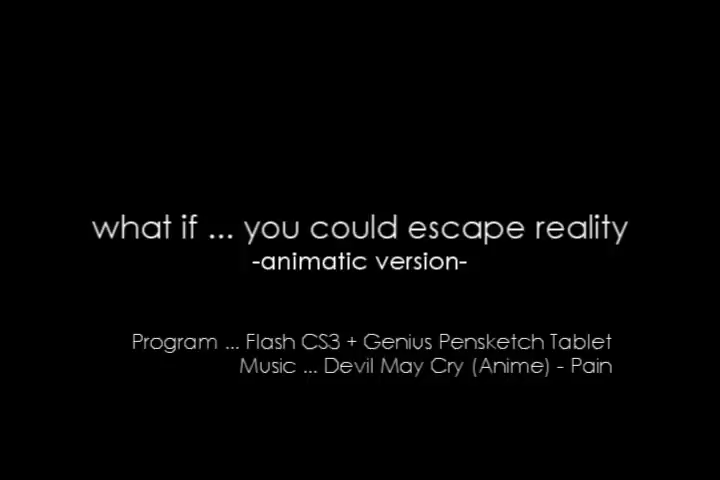 what if ... you could escape reality
-animatic version-
Program ... Flash CS3 + Genius Pensketch Tablet
Music ... Devil May Cry (Anime) - Pain